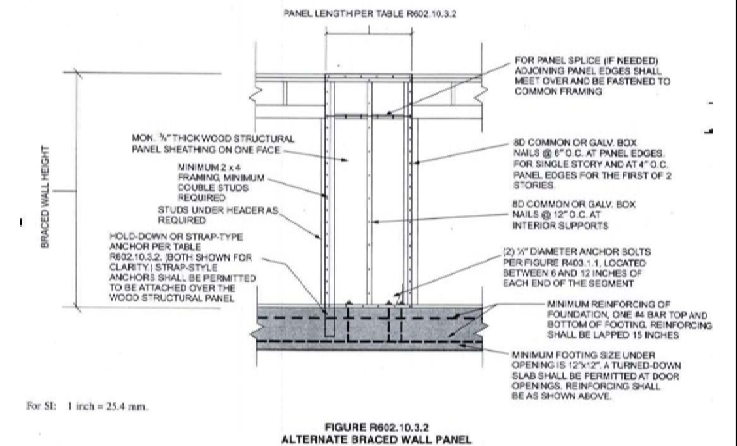 PANEL LENGTH PER TABLE R602.10.3.2
FOR PANEL SPLICE (IF NEEDED)
ADJOINING PANEL EDGES SHALL
MEET OVER AND BE FASTENED TO
COMMON FRAMING
MON. ⅜" THICK WOOD STRUCTURAL
PANEL SHEATHING ON ONE FACE
MINIMUM 2 x 4
FRAMING, MINIMUM
DOUBLE STUDS
REQUIRED
STUDS UNDER HEACER AS
REQUIRED
HOLD-DOWN OR STRAP-TYPE
ANCHOR PER TABLE
R602.10.3.2. (BOTH SHOWN FOR
CLARITY.) STRAP-STYLE
ANCHORS SHALL BE PERMITTED
TO BE ATTACHED OVER THE
WOOD STRUCTURAL PANEL
BRACED WALL HEIGHT
8D COMMON OR GALV. BOX
NAILS @ 6" O.C. AT PANEL EDGES.
FOR SINGLE STORY AND AT 4" O.C.
PANEL EDGES FOR THE FIRST OF 2
STORIES.
8D COMMON OR GALV. BOX
NAILS @ 12" O.C. AT
INTERIOR SUPPORTS
(2) ½" DIAMETER ANCHOR BOLTS
PER FIGURE R403.1.1, LOCATED
BETWEEN 6 AND 12 INCHES OF
EACH END OF THE SEGMENT
MINIMUM REINFORCING OF
FOUNDATION, ONE #4 BAR TOP AND
BOTTOM OF FOOTING. REINFORCING
SHALL BE LAPPED 15 INCHES
MINIMUM FOOTING SIZE UNDER
OPENING IS 12"x12". A TURNED-DOWN
SLAB SHALL BE PERMITTED AT DOOR
OPENINGS. REINFORCING SHALL
BE AS SHOWN ABOVE.
For SI: 1 inch = 25.4 mm.
FIGURE R602.10.3.2
ALTERNATE BRACED WALL PANEL